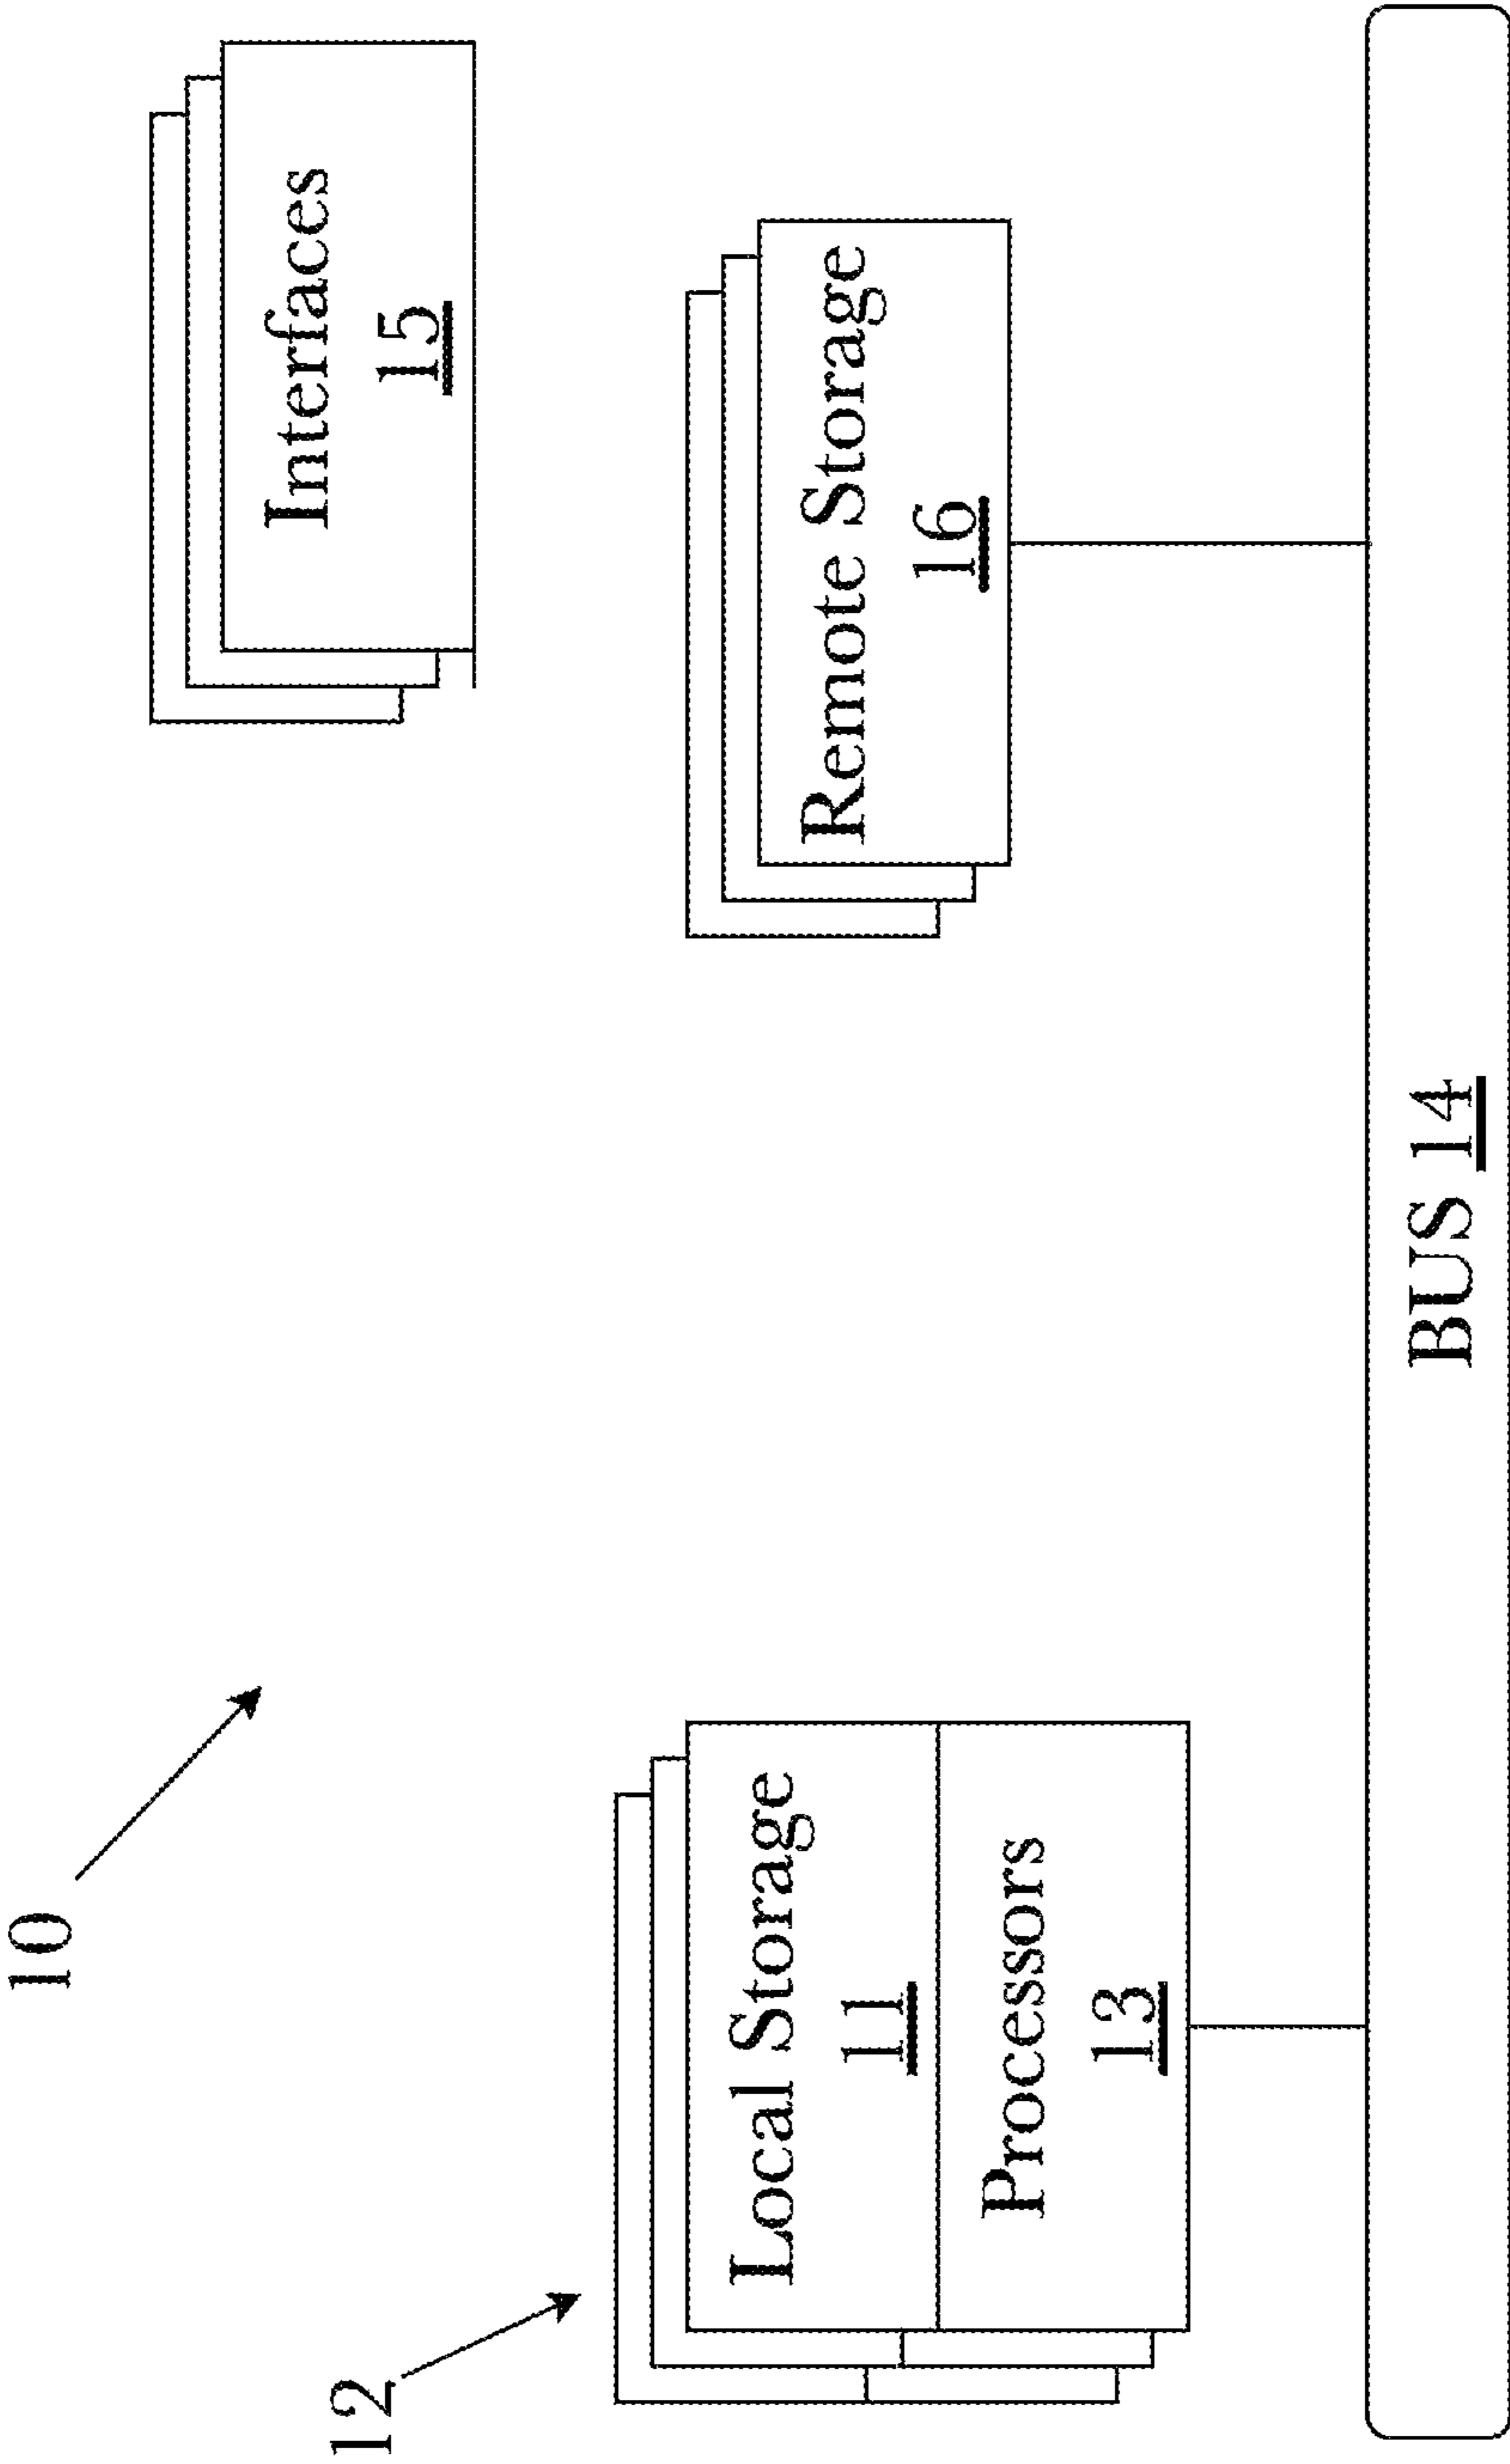 10
12
Interfaces
15
Local Storage
11
Processors
13
Remote Storage
16
BUS 14